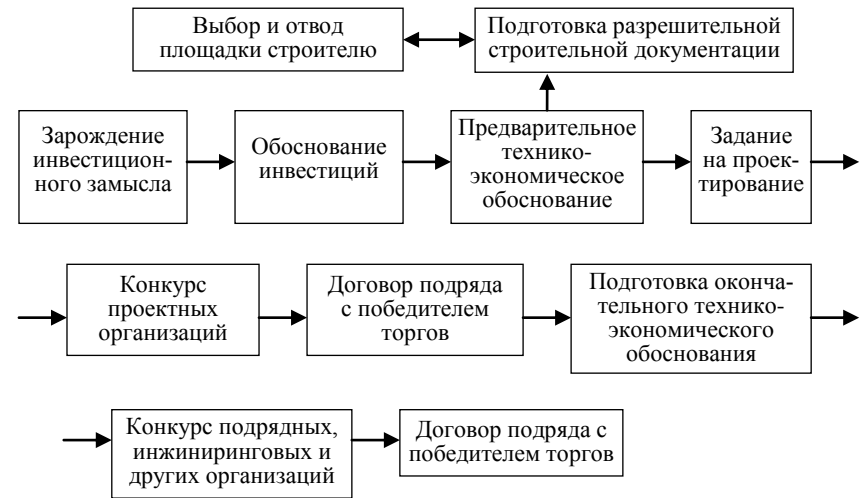 Выбор и отвод
площадки строителю
Подготовка разрешительной
строительной документации
Зарождение
инвестицион-
ного замысла
Обоснование
инвестиций
Предварительное
технико-
экономическое
обоснование
Задание
на проек-
тирование
Конкурс
проектных
организаций
Договор подряда
с победителем
торгов
Подготовка оконча-
тельного технико-
экономического
обоснования
Конкурс подрядных,
инжиниринговых и
других организаций
Договор подряда с
победителем торгов